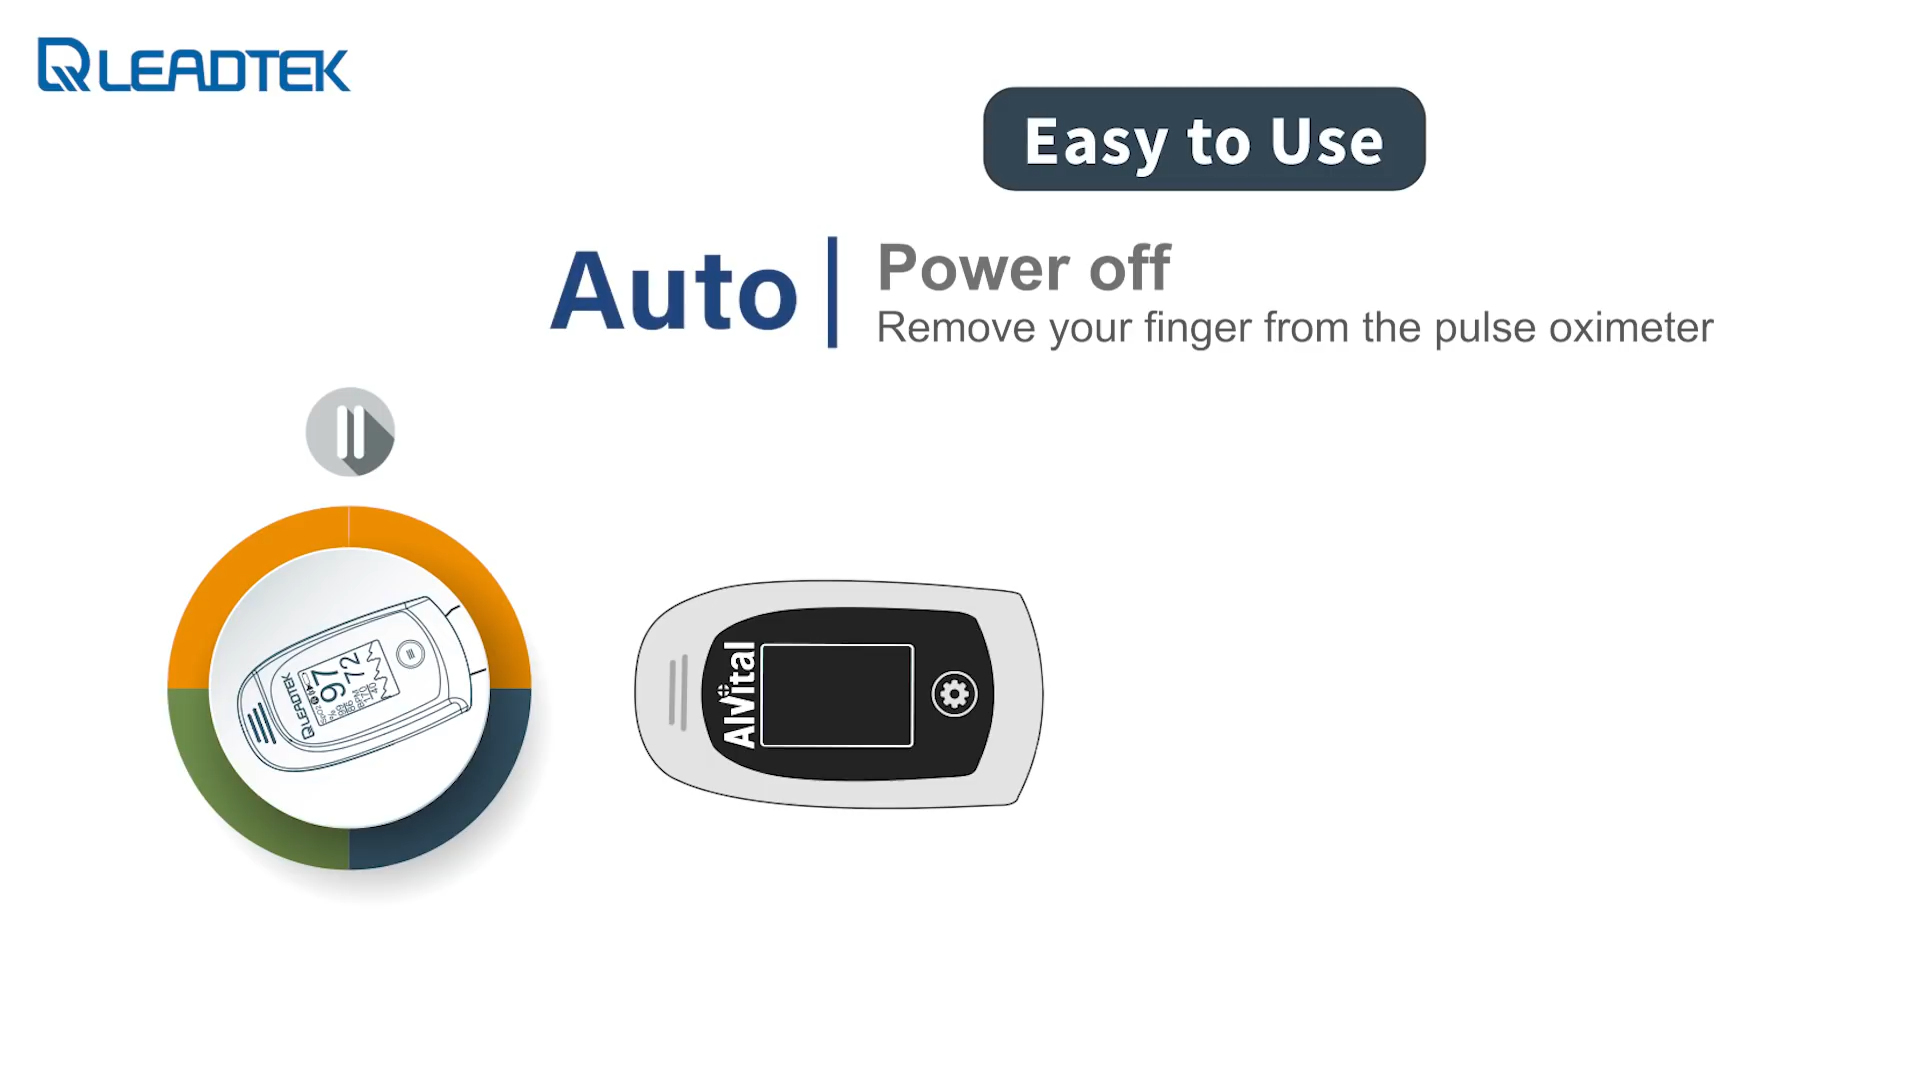 LEADTEK
Easy to Use
Auto
Power off
Remove your finger from the pulse oximeter
LEADTEK
97
72
AIVital